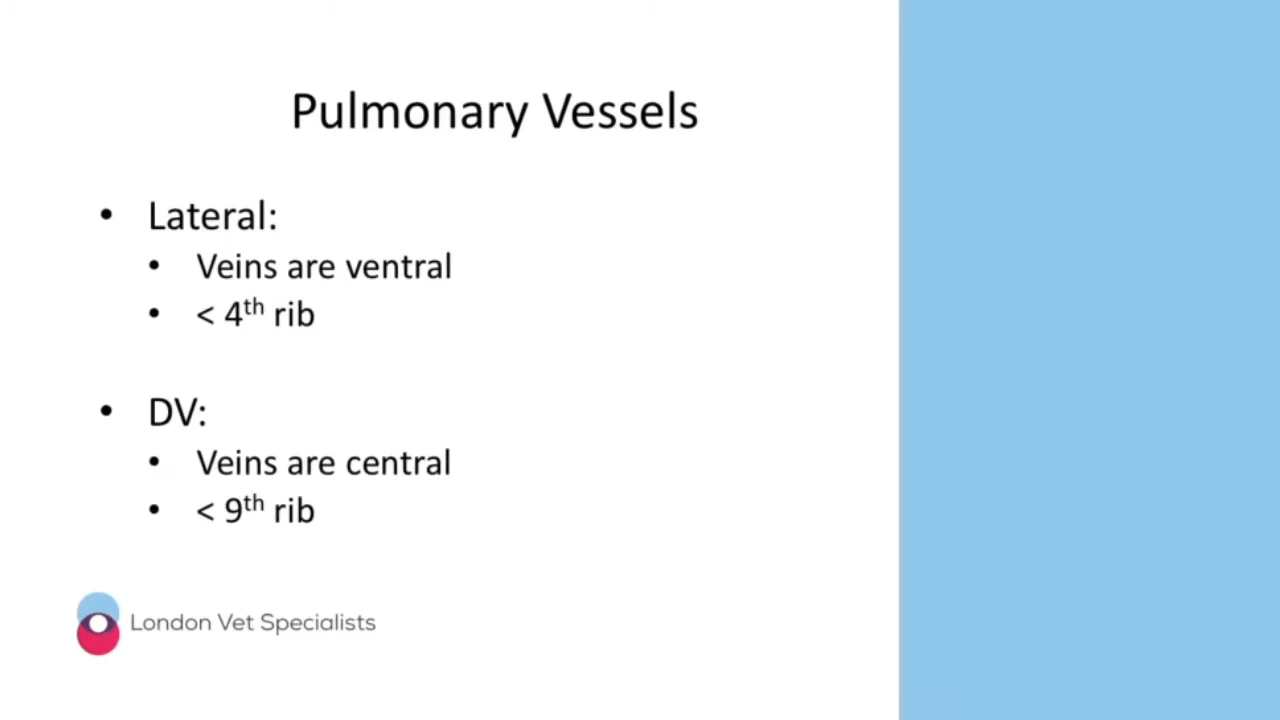 Pulmonary Vessels
• Lateral:
• Veins are ventral
• < 4th rib
• DV:
• Veins are central
• < 9th rib
London Vet Specialists